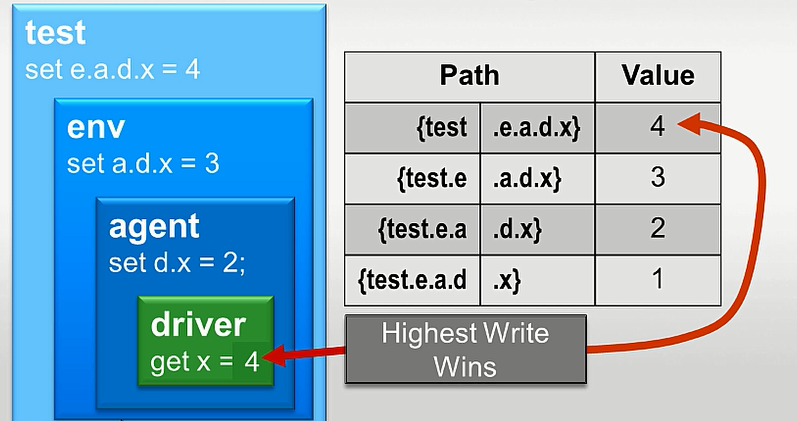 test
set e.a.d.x = 4
env
set a.d.x = 3
agent
set d.x = 2;
driver
get x = 4
Path Value
{test .e.a.d.x} 4
{test.e .a.d.x} 3
{test.e.a .d.x} 2
{test.e.a.d .x} 1
Highest Write
Wins